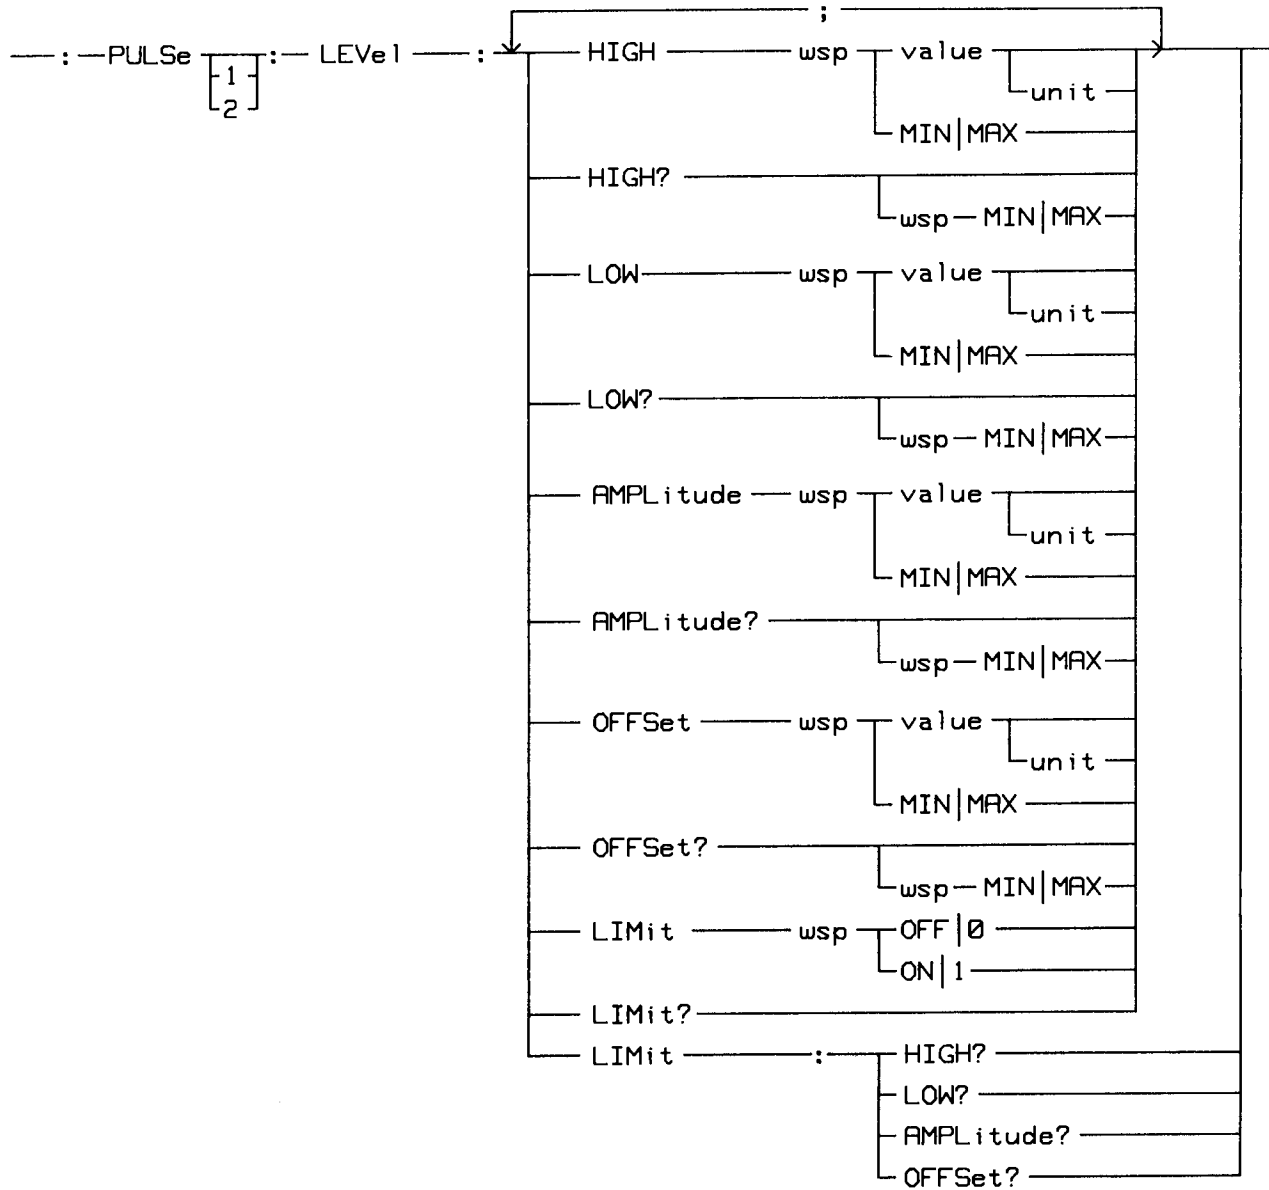 ;
: PULSe : LEVel : HIGH wsp value
1
2
unit
MIN|MAX
HIGH?
wsp MIN|MAX
LOW wsp value
unit
MIN|MAX
LOW?
wsp MIN|MAX
AMPLitude wsp value
unit
MIN|MAX
AMPLitude?
wsp MIN|MAX
OFFSet wsp value
unit
MIN|MAX
OFFSet?
wsp MIN|MAX
LIMit wsp OFF|0
ON|1
LIMit?
LIMit : HIGH?
LOW?
AMPLitude?
OFFSet?